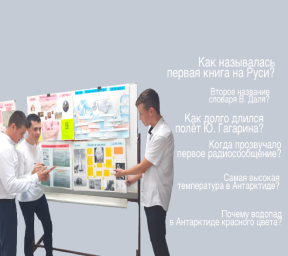 Как называлась
первая книга на Руси?
Второе название
словаря В. Даля?
Как долго длился
полёт Ю. Гагарина?
Когда прозвучало
первое радиосообщение?
Самая высокая
температура в Антарктиде?
Почему водопад
в Антарктиде красного цвета?